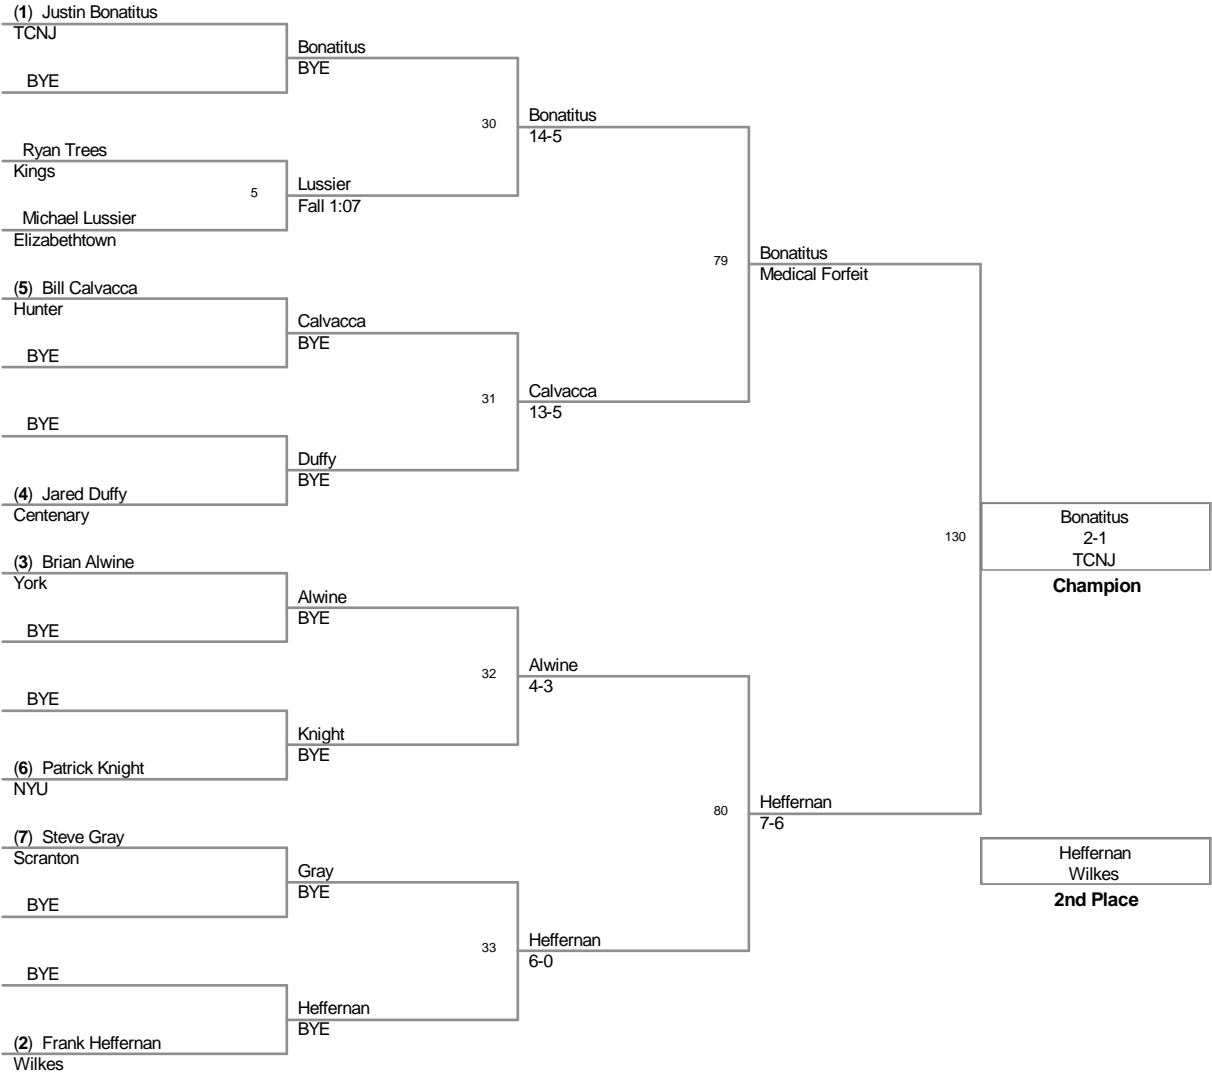 (1) Justin Bonatitus
TCNJ
BYE
Ryan Trees
Kings
Michael Lussier
Elizabethtown
(5) Bill Calvacca
Hunter
BYE
BYE
(4) Jared Duffy
Centenary
(3) Brian Alwine
York
BYE
BYE
(6) Patrick Knight
NYU
(7) Steve Gray
Scranton
BYE
BYE
(2) Frank Heffernan
Wilkes
Bonatitus
BYE
5
Lussier
Fall 1:07
Calvacca
BYE
Duffy
BYE
Alwine
BYE
Knight
BYE
Gray
BYE
Heffernan
BYE
30
Bonatitus
14-5
31
Calvacca
13-5
32
Alwine
4-3
33
Heffernan
6-0
79
Bonatitus
Medical Forfeit
80
Heffernan
7-6
130
Bonatitus
2-1
TCNJ
Champion
Heffernan
Wilkes
2nd Place